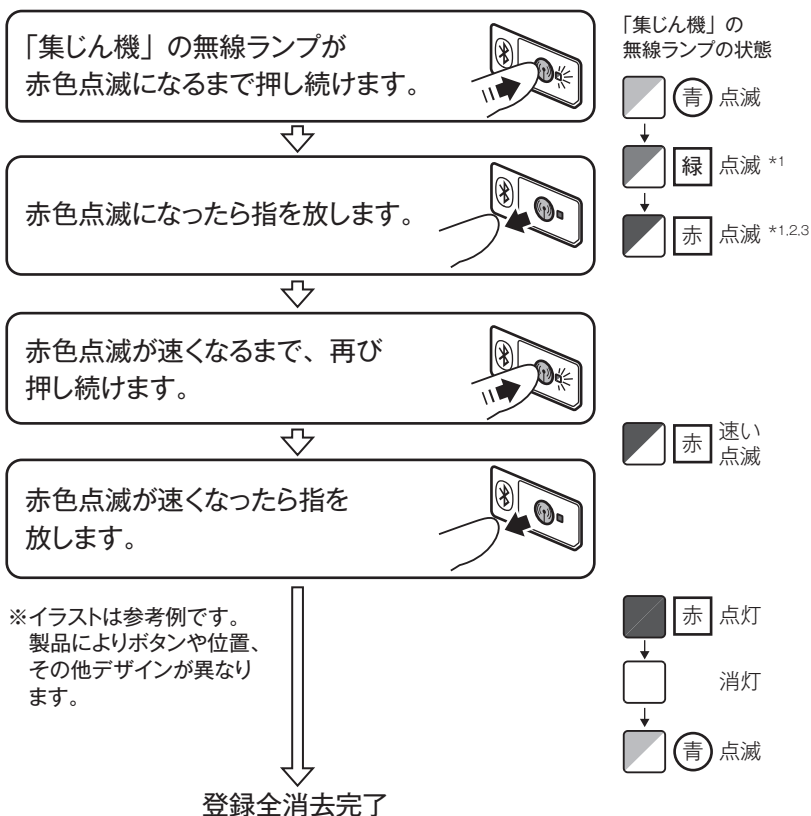 「集じん機」の無線ランプが
赤色点滅になるまで押し続けます。
赤色点滅になったら指を放します。
赤色点滅が速くなるまで、再び
押し続けます。
赤色点滅が速くなったら指を
放します。
※イラストは参考例です。
製品によりボタンや位置、
その他デザインが異なり
ます。
登録全消去完了
「集じん機」の
無線ランプの状態
青 点滅
緑 点滅 *1
赤 点滅 *1,2,3
赤 速い
点滅
赤 点灯
消灯
青 点滅